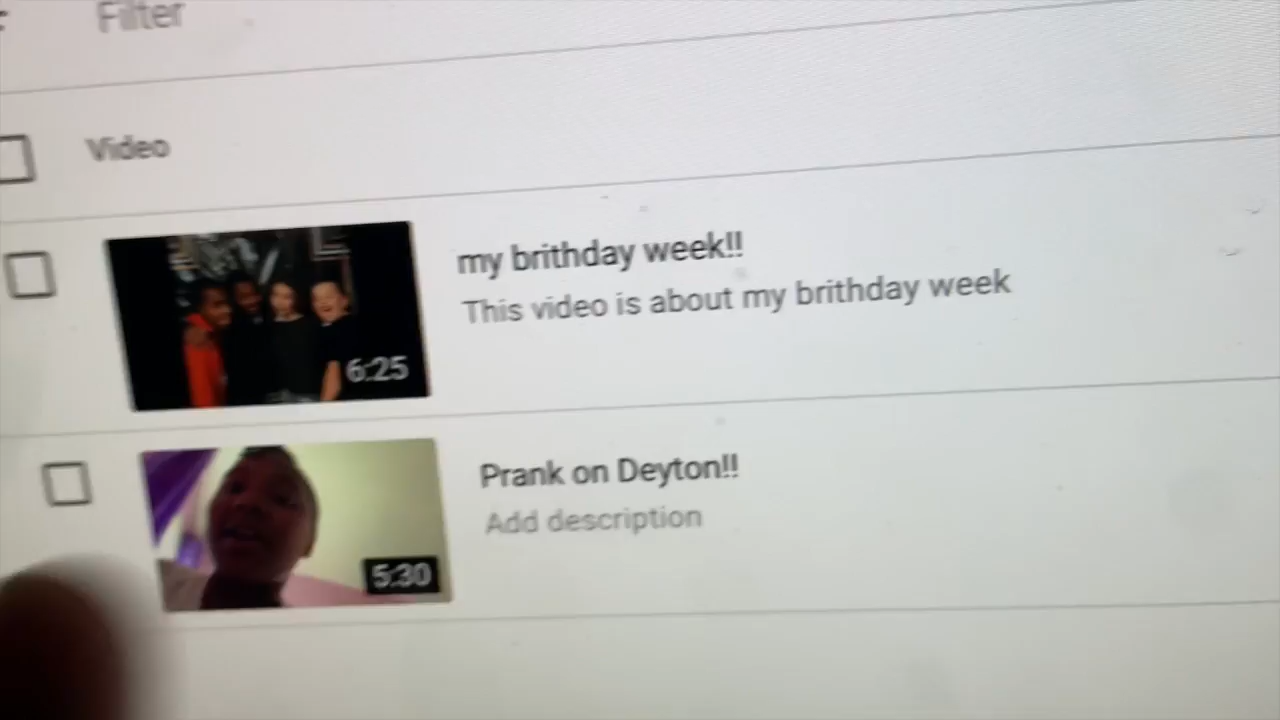 Filter
Video
my brithday week!!
This video is about my brithday week
6:25
Prank on Deyton!!
Add description
5:30